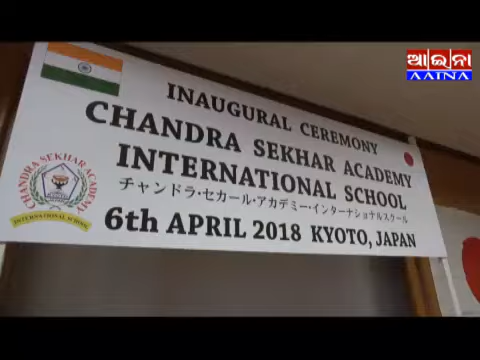 ଆଇନା
AAINA
INAUGURAL CEREMONY
CHANDRA SEKHAR ACADEMY
INTERNATIONAL SCHOOL
チャンドラ・セカール・アカデミー・インターナショナルスクール
6th APRIL 2018 KYOTO, JAPAN
CHANDRA SEKHAR ACADEMY
INTERNATIONAL SCHOOL